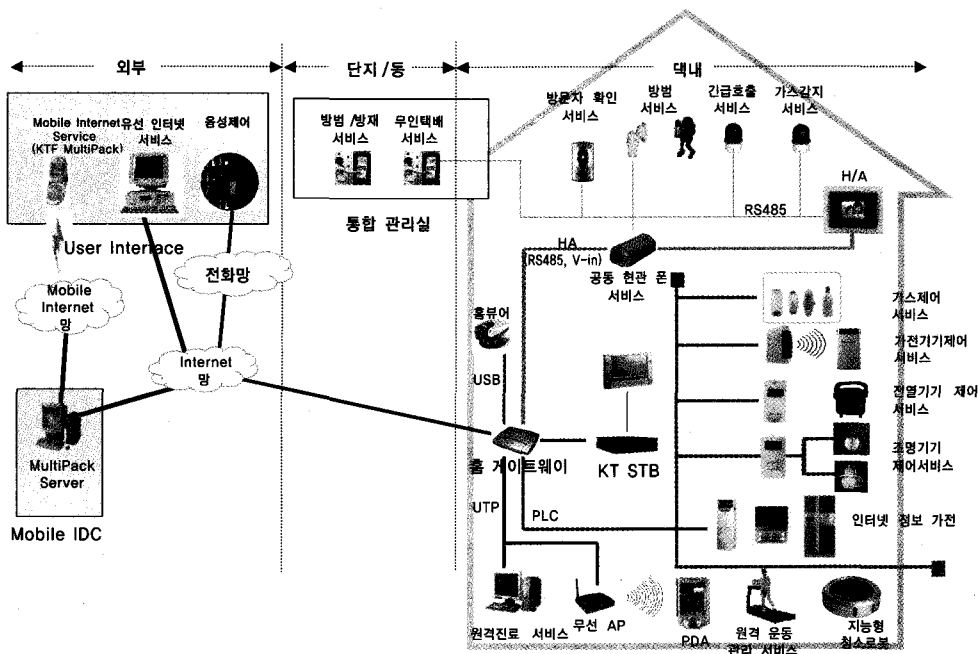 외부
단지/동
댁내
Mobile Internet
Service
(KTF MultiPack)
유선 인터넷
서비스
음성제어
User Interface
방범/방재
서비스
무인택배
서비스
통합 관리실
방문자 확인
서비스
방범
서비스
긴급호출
서비스
가스감지
서비스
H/A
RS485
HA
(RS485, V-in)
공동 현관 폰
서비스
전화망
Mobile
Internet
망
Internet
망
MultiPack
Server
Mobile IDC
홈뷰어
USB
홈 게이트웨이
KT STB
UTP
PLC
가스제어
서비스
가전기기제어
서비스
전열기기 제어
서비스
조명기기
제어서비스
인터넷 정보 가전
원격진료 서비스
무선 AP
PDA
원격 운동
관리 서비스
지능형
청소로봇